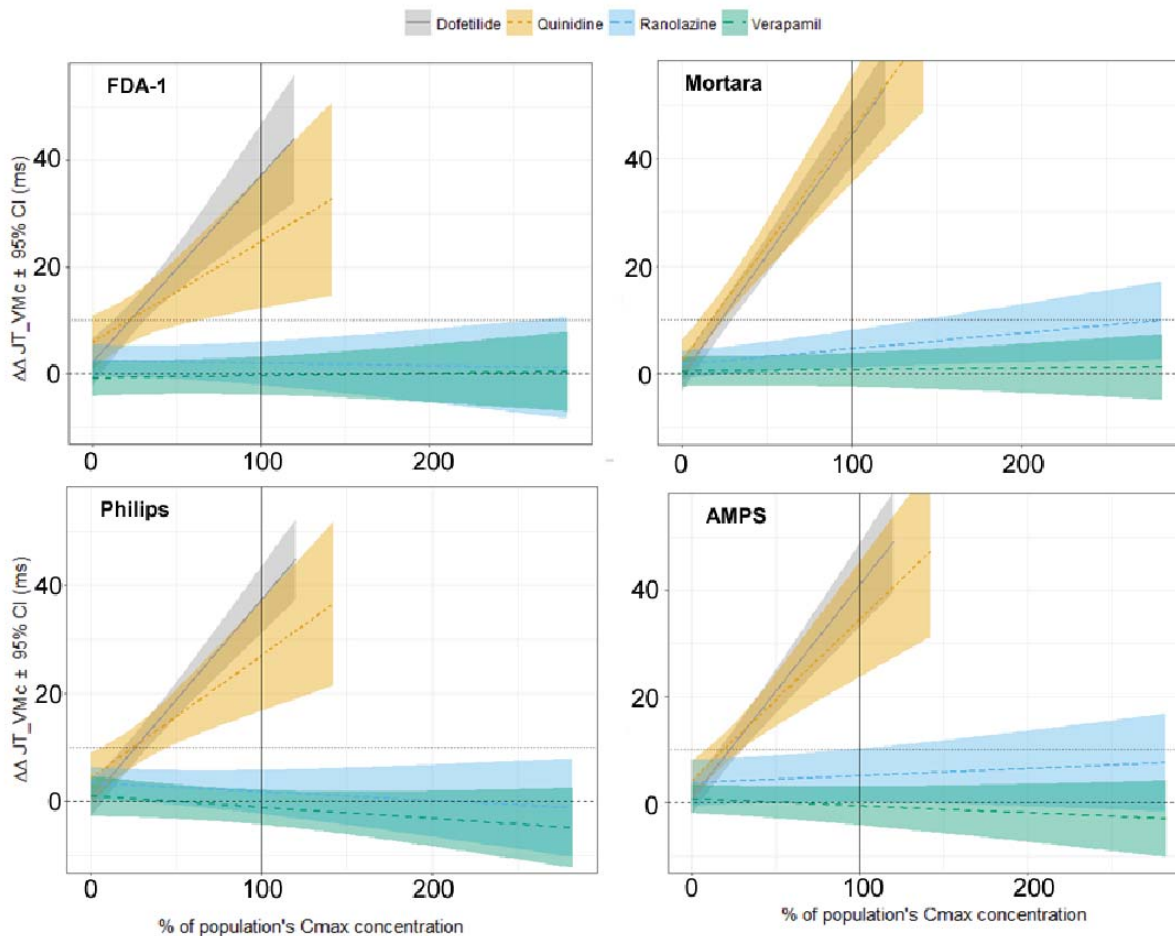 Dofetilide Quinidine Ranolazine Verapamil
FDA-1
Mortara
ΔΔ JT_VMc ± 95% CI (ms)
40
20
0
0 100 200
40
20
0
0 100 200
Philips
AMPS
ΔΔ JT_VMc ± 95% CI (ms)
40
20
0
0 100 200
% of population's Cmax concentration
40
20
0
0 100 200
% of population's Cmax concentration